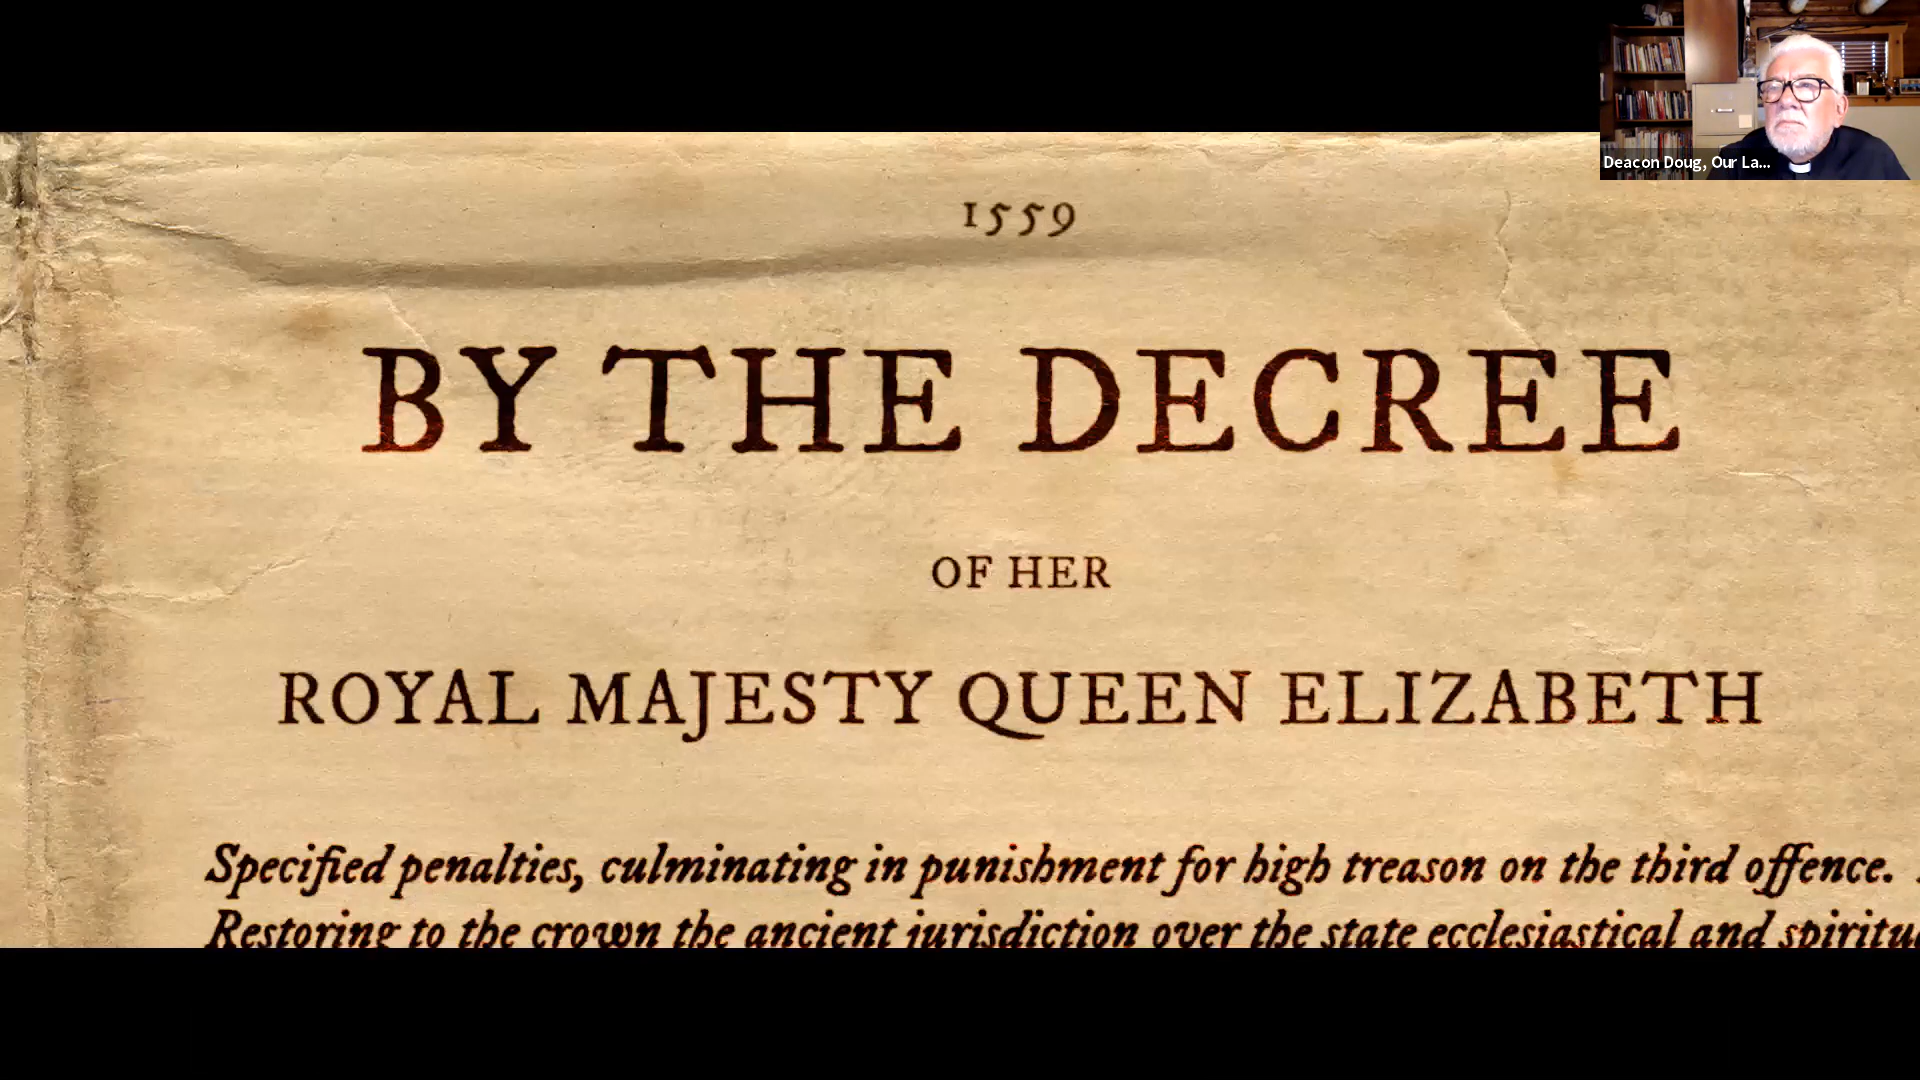 Deacon Doug, Our La...
1559
BY THE DECREE
OF HER
ROYAL MAJESTY QUEEN ELIZABETH
Specified penalties, culminating in punishment for high treason on the third offence.
Restoring to the crown the ancient jurisdiction over the state ecclesiastical and spiritu